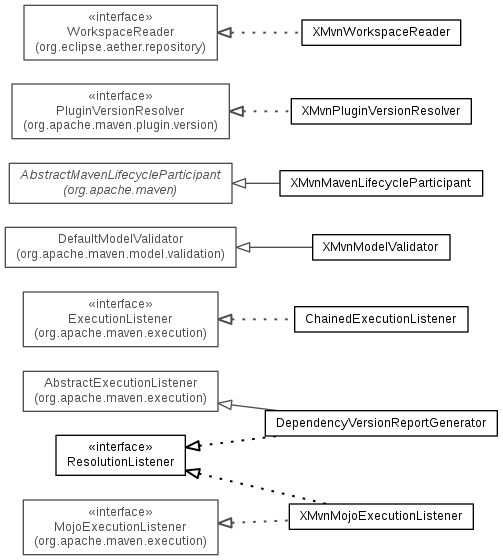 «interface»
WorkspaceReader
(org.eclipse.aether.repository)
XMvnWorkspaceReader
«interface»
PluginVersionResolver
(org.apache.maven.plugin.version)
XMvnPluginVersionResolver
AbstractMavenLifecycleParticipant
(org.apache.maven)
XMvnMavenLifecycleParticipant
DefaultModelValidator
(org.apache.maven.model.validation)
XMvnModelValidator
«interface»
ExecutionListener
(org.apache.maven.execution)
ChainedExecutionListener
AbstractExecutionListener
(org.apache.maven.execution)
DependencyVersionReportGenerator
«interface»
ResolutionListener
«interface»
MojoExecutionListener
(org.apache.maven.execution)
XMvnMojoExecutionListener